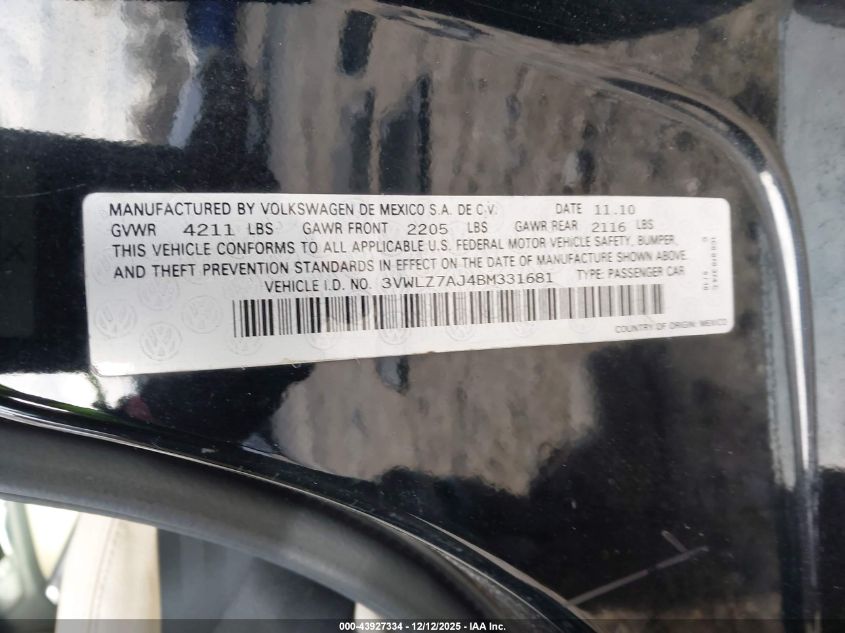 MANUFACTURED BY VOLKSWAGEN DE MEXICO S.A. DE C.V. DATE 11.10
GVWR 4211 LBS GAWR FRONT 2205 LBS GAWR REAR 2116 LBS
THIS VEHICLE CONFORMS TO ALL APPLICABLE U.S. FEDERAL MOTOR VEHICLE SAFETY, BUMPER,
AND THEFT PREVENTION STANDARDS IN EFFECT ON THE DATE OF MANUFACTURE SHOWN ABOVE.
VEHICLE I.D. NO. 3VWLZ7AJ4BM331681 TYPE: PASSENGER CAR
COUNTRY OF ORIGIN: MEXICO
000-43927334 - 12/12/2025 - IAA Inc.